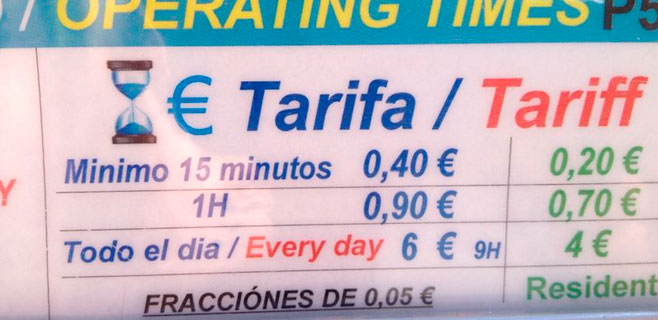 / OPERATING TIMES P5
€ Tarifa / Tariff
Minimo 15 minutos 0,40 € 0,20 €
Y
1H 0,90 € 0,70 €
Todo el dia / Every day 6 € 9H 4 €
Resident
FRACCIÓNES DE 0,05 €